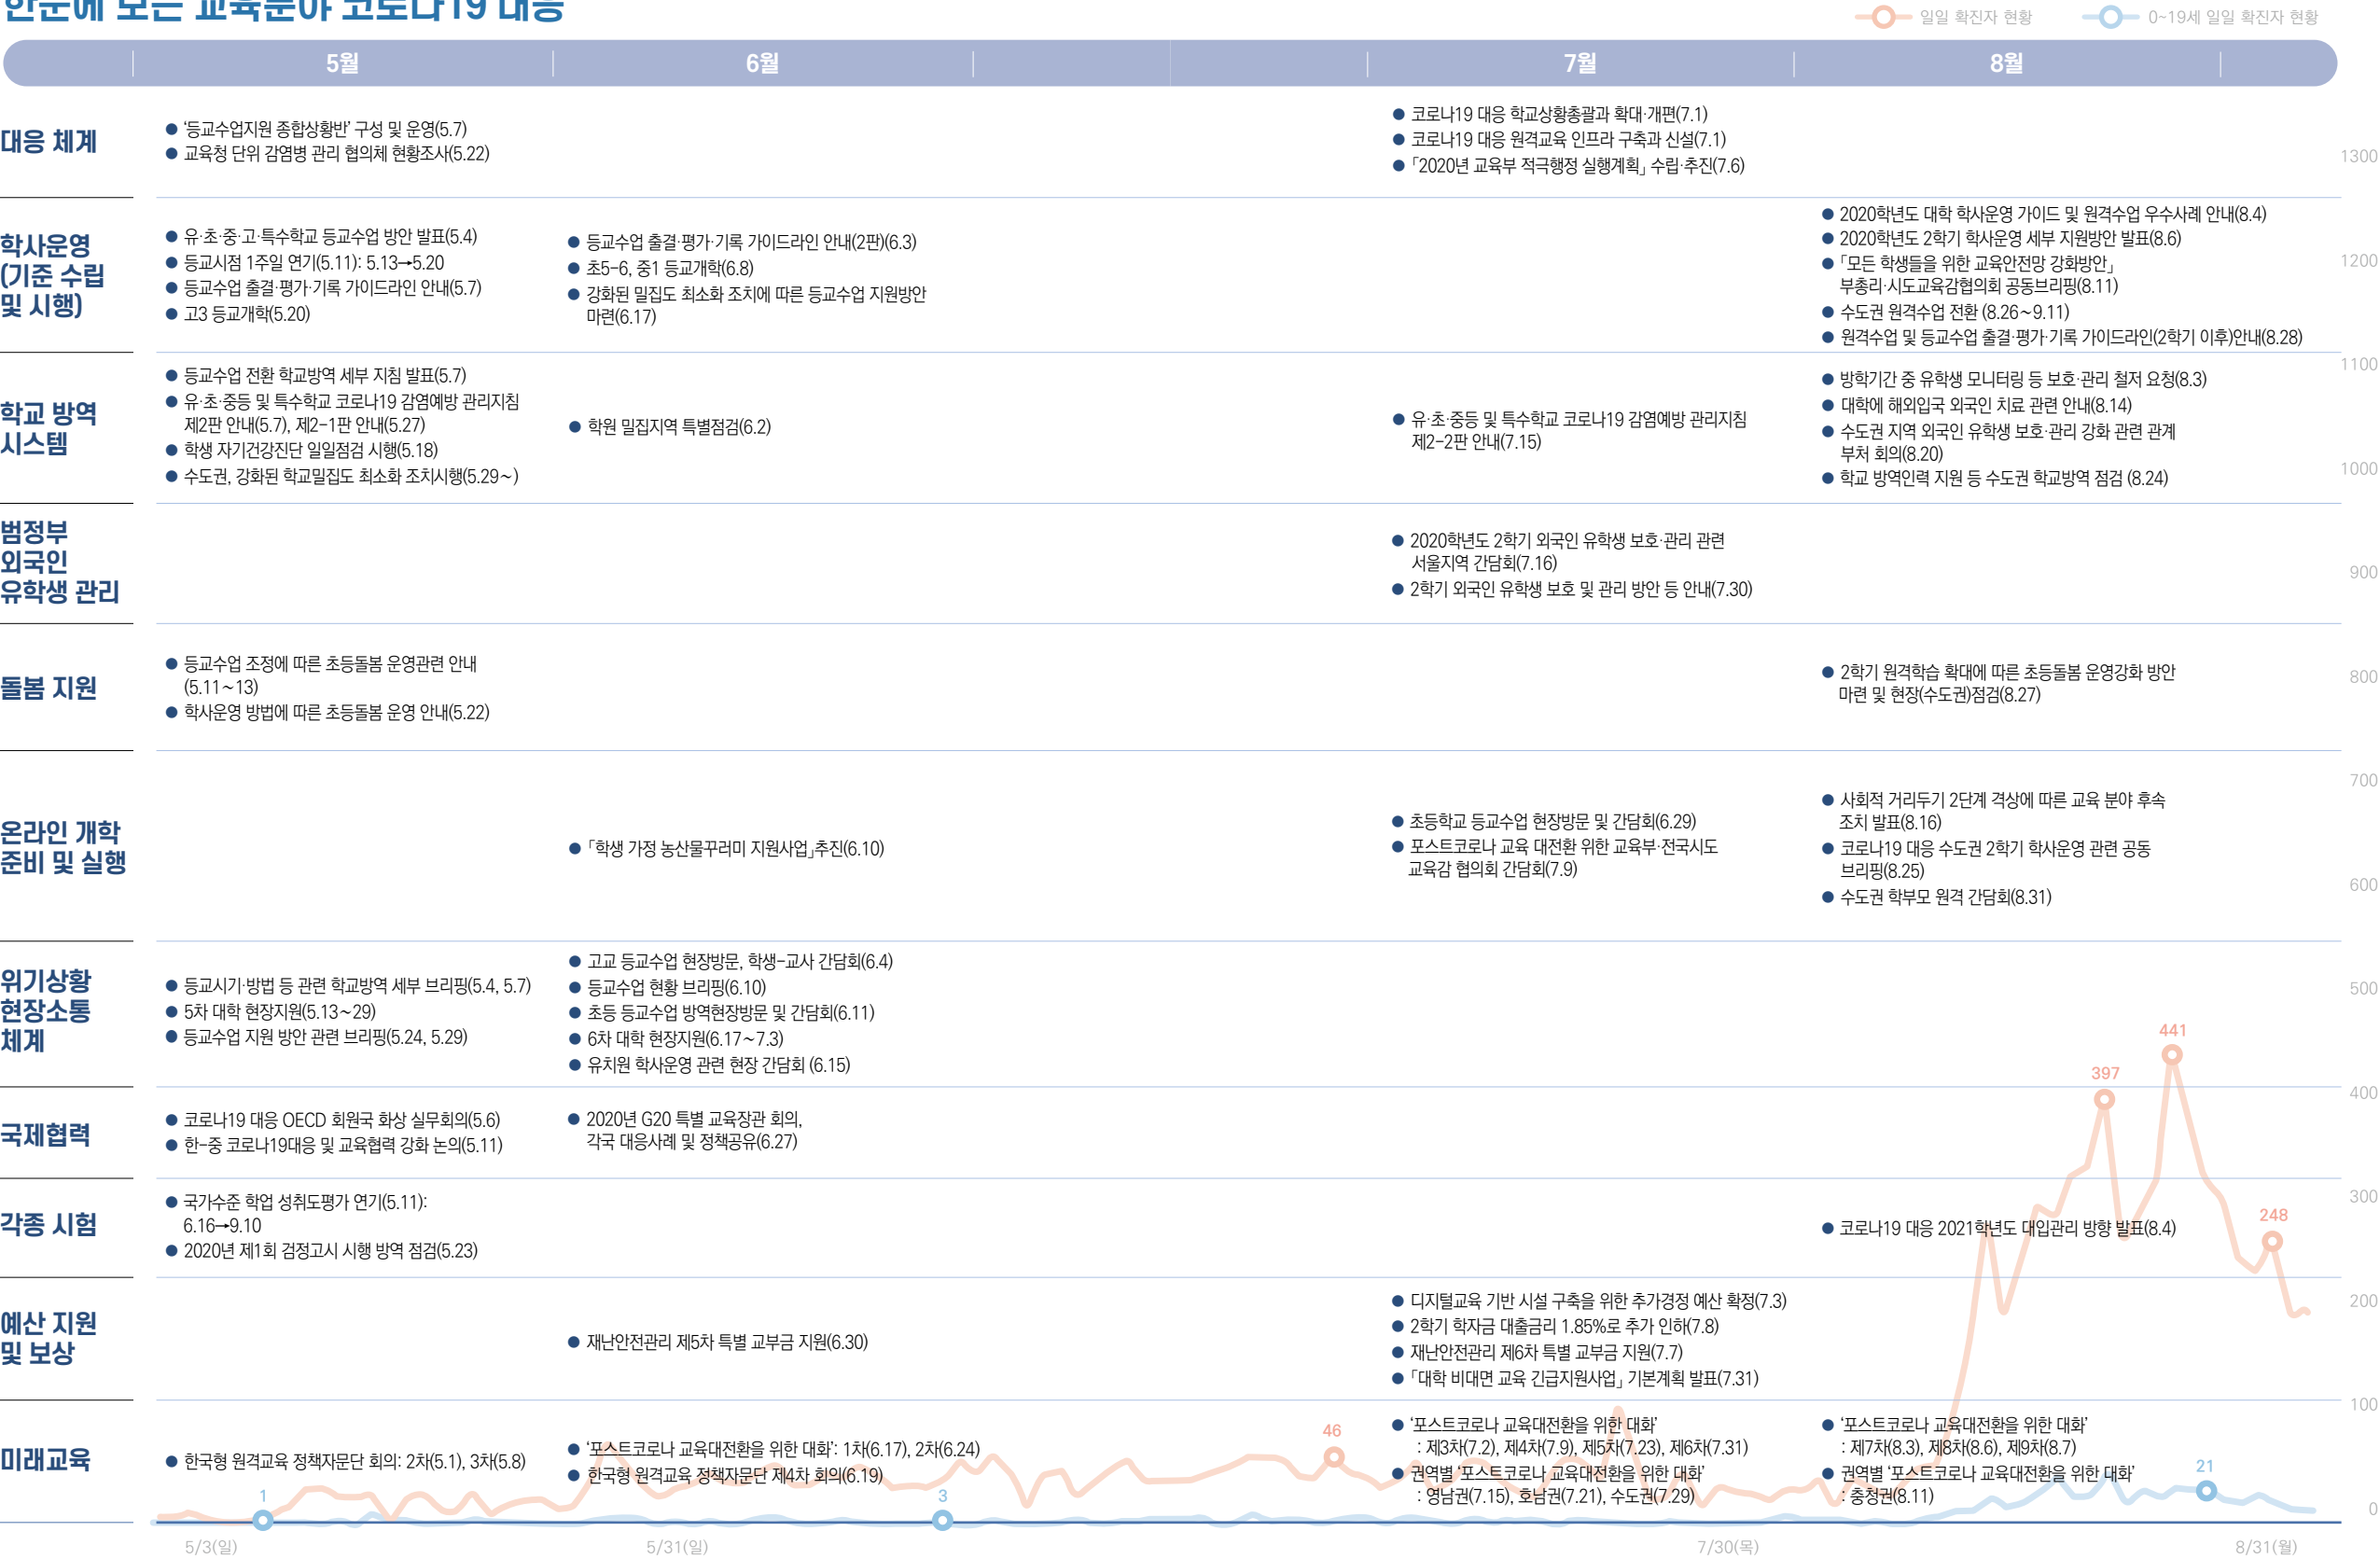 한눈에 보는 교육분야 코로나19 대응
일일 확진자 현황
0~19세 일일 확진자 현황
5월
6월
7월
8월
대응 체계
● ‘등교수업지원 종합상황반’ 구성 및 운영(5.7)
● 교육청 단위 감염병 관리 협의체 현황조사(5.22)
● 코로나19 대응 학교상황총괄과 확대·개편(7.1)
● 코로나19 대응 원격교육 인프라 구축과 신설(7.1)
● 「2020년 교육부 적극행정 실행계획」 수립·추진(7.6)
학사운영
(기준 수립
및 시행)
● 유·초·중·고·특수학교 등교수업 방안 발표(5.4)
● 등교시점 1주일 연기(5.11): 5.13→5.20
● 등교수업 출결·평가·기록 가이드라인 안내(5.7)
● 고3 등교개학(5.20)
● 등교수업 출결·평가·기록 가이드라인 안내(2판)(6.3)
● 초5-6, 중1 등교개학(6.8)
● 강화된 밀집도 최소화 조치에 따른 등교수업 지원방안
마련(6.17)
● 2020학년도 대학 학사운영 가이드 및 원격수업 우수사례 안내(8.4)
● 2020학년도 2학기 학사운영 세부 지원방안 발표(8.6)
● 「모든 학생들을 위한 교육안전망 강화방안」
부총리·시도교육감협의회 공동브리핑(8.11)
● 수도권 원격수업 전환 (8.26~9.11)
● 원격수업 및 등교수업 출결·평가·기록 가이드라인(2학기 이후)안내(8.28)
학교 방역
시스템
● 등교수업 전환 학교방역 세부 지침 발표(5.7)
● 유·초·중등 및 특수학교 코로나19 감염예방 관리지침
제2판 안내(5.7), 제2-1판 안내(5.27)
● 학생 자기건강진단 일일점검 시행(5.18)
● 수도권, 강화된 학교밀집도 최소화 조치시행(5.29~)
● 학원 밀집지역 특별점검(6.2)
● 유·초·중등 및 특수학교 코로나19 감염예방 관리지침
제2-2판 안내(7.15)
● 방학기간 중 유학생 모니터링 등 보호·관리 철저 요청(8.3)
● 대학에 해외입국 외국인 치료 관련 안내(8.14)
● 수도권 지역 외국인 유학생 보호·관리 강화 관련 관계
부처 회의(8.20)
● 학교 방역인력 지원 등 수도권 학교방역 점검 (8.24)
범정부
외국인
유학생 관리
● 2020학년도 2학기 외국인 유학생 보호·관리 관련
서울지역 간담회(7.16)
● 2학기 외국인 유학생 보호 및 관리 방안 등 안내(7.30)
돌봄 지원
● 등교수업 조정에 따른 초등돌봄 운영관련 안내
(5.11~13)
● 학사운영 방법에 따른 초등돌봄 운영 안내(5.22)
● 2학기 원격학습 확대에 따른 초등돌봄 운영강화 방안
마련 및 현장(수도권)점검(8.27)
온라인 개학
준비 및 실행
● 「학생 가정 농산물꾸러미 지원사업」추진(6.10)
● 초등학교 등교수업 현장방문 및 간담회(6.29)
● 포스트코로나 교육 대전환 위한 교육부·전국시도
교육감 협의회 간담회(7.9)
● 사회적 거리두기 2단계 격상에 따른 교육 분야 후속
조치 발표(8.16)
● 코로나19 대응 수도권 2학기 학사운영 관련 공동
브리핑(8.25)
● 수도권 학부모 원격 간담회(8.31)
위기상황
현장소통
체계
● 등교시기·방법 등 관련 학교방역 세부 브리핑(5.4, 5.7)
● 5차 대학 현장지원(5.13~29)
● 등교수업 지원 방안 관련 브리핑(5.24, 5.29)
● 고교 등교수업 현장방문, 학생-교사 간담회(6.4)
● 등교수업 현황 브리핑(6.10)
● 초등 등교수업 방역현장방문 및 간담회(6.11)
● 6차 대학 현장지원(6.17~7.3)
● 유치원 학사운영 관련 현장 간담회 (6.15)
국제협력
● 코로나19 대응 OECD 회원국 화상 실무회의(5.6)
● 한-중 코로나19대응 및 교육협력 강화 논의(5.11)
● 2020년 G20 특별 교육장관 회의,
각국 대응사례 및 정책공유(6.27)
각종 시험
● 국가수준 학업 성취도평가 연기(5.11):
6.16→9.10
● 2020년 제1회 검정고시 시행 방역 점검(5.23)
● 코로나19 대응 2021학년도 대입관리 방향 발표(8.4)
예산 지원
및 보상
● 재난안전관리 제5차 특별 교부금 지원(6.30)
● 디지털교육 기반 시설 구축을 위한 추가경정 예산 확정(7.3)
● 2학기 학자금 대출금리 1.85%로 추가 인하(7.8)
● 재난안전관리 제6차 특별 교부금 지원(7.7)
● 「대학 비대면 교육 긴급지원사업」 기본계획 발표(7.31)
미래교육
● 한국형 원격교육 정책자문단 회의: 2차(5.1), 3차(5.8)
● ‘포스트코로나 교육대전환을 위한 대화’: 1차(6.17), 2차(6.24)
● 한국형 원격교육 정책자문단 제4차 회의(6.19)
● ‘포스트코로나 교육대전환을 위한 대화’
: 제3차(7.2), 제4차(7.9), 제5차(7.23), 제6차(7.31)
● 권역별 ‘포스트코로나 교육대전환을 위한 대화’
: 영남권(7.15), 호남권(7.21), 수도권(7.29)
● ‘포스트코로나 교육대전환을 위한 대화’
: 제7차(8.3), 제8차(8.6), 제9차(8.7)
● 권역별 ‘포스트코로나 교육대전환을 위한 대화’
: 충청권(8.11)
1300
1200
1100
1000
900
800
700
600
500
400
300
200
100
0
1
3
46
397
441
248
21
5/3(일)
5/31(일)
7/30(목)
8/31(월)